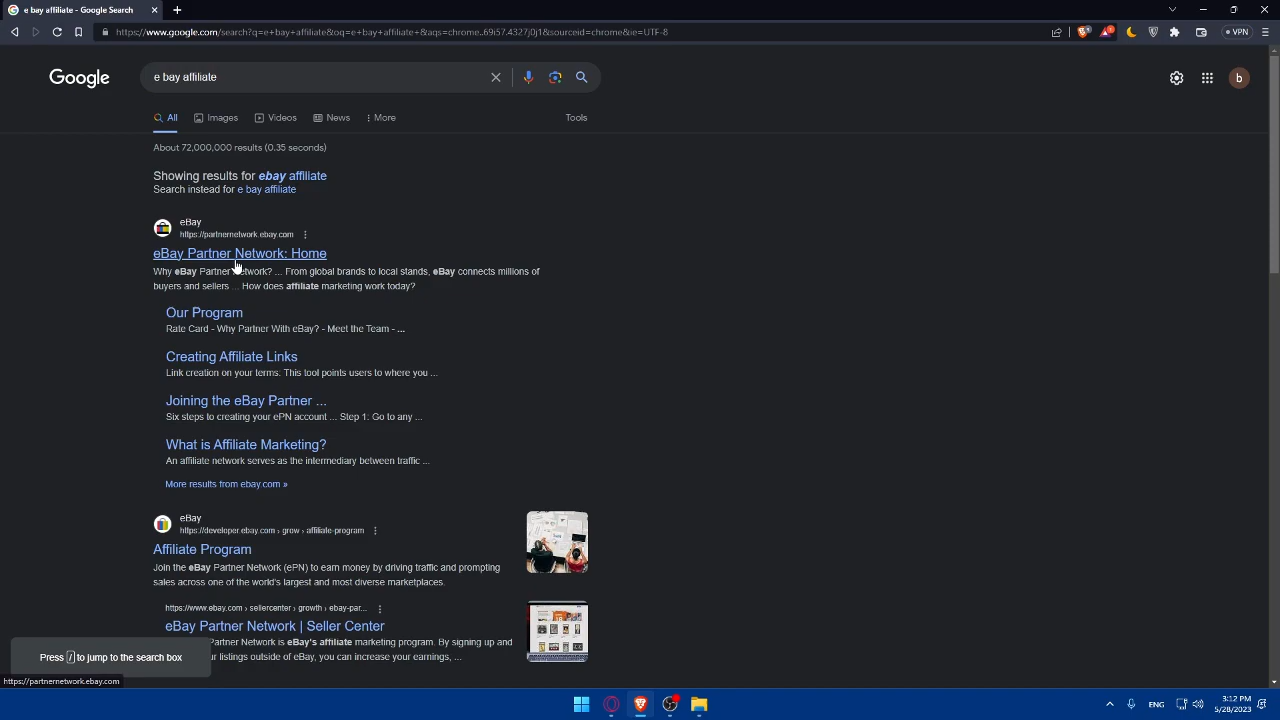 e bay affiliate - Google Search
https://www.google.com/search?q=e+bay+affiliate&oq=e+bay+affiliate+&aqs=chrome..69i57.4327j0j1&sourceid=chrome&ie=UTF-8
VPN
Google
e bay affiliate
b
All
Images
Videos
News
More
Tools
About 72,000,000 results (0.35 seconds)
Showing results for ebay affiliate
Search instead for e bay affiliate
eBay
https://partnernetwork.ebay.com
eBay Partner Network: Home
Why eBay Partner Network? ... From global brands to local stands, eBay connects millions of
buyers and sellers ... How does affiliate marketing work today?
Our Program
Rate Card - Why Partner With eBay? - Meet the Team - ...
Creating Affiliate Links
Link creation on your terms: This tool points users to where you ...
Joining the eBay Partner ...
Six steps to creating your ePN account ... Step 1: Go to any ...
What is Affiliate Marketing?
An affiliate network serves as the intermediary between traffic ...
More results from ebay.com »
eBay
https://developer.ebay.com › grow › affiliate-program
Affiliate Program
Join the eBay Partner Network (ePN) to earn money by driving traffic and prompting
sales across one of the world's largest and most diverse marketplaces.
https://www.ebay.com › sellercenter › growth › ebay-par...
eBay Partner Network | Seller Center
Partner Network is eBay's affiliate marketing program. By signing up and
ur listings outside of eBay, you can increase your earnings, ...
Press / to jump to the search box
https://partnernetwork.ebay.com
ENG
3:12 PM
5/28/2023